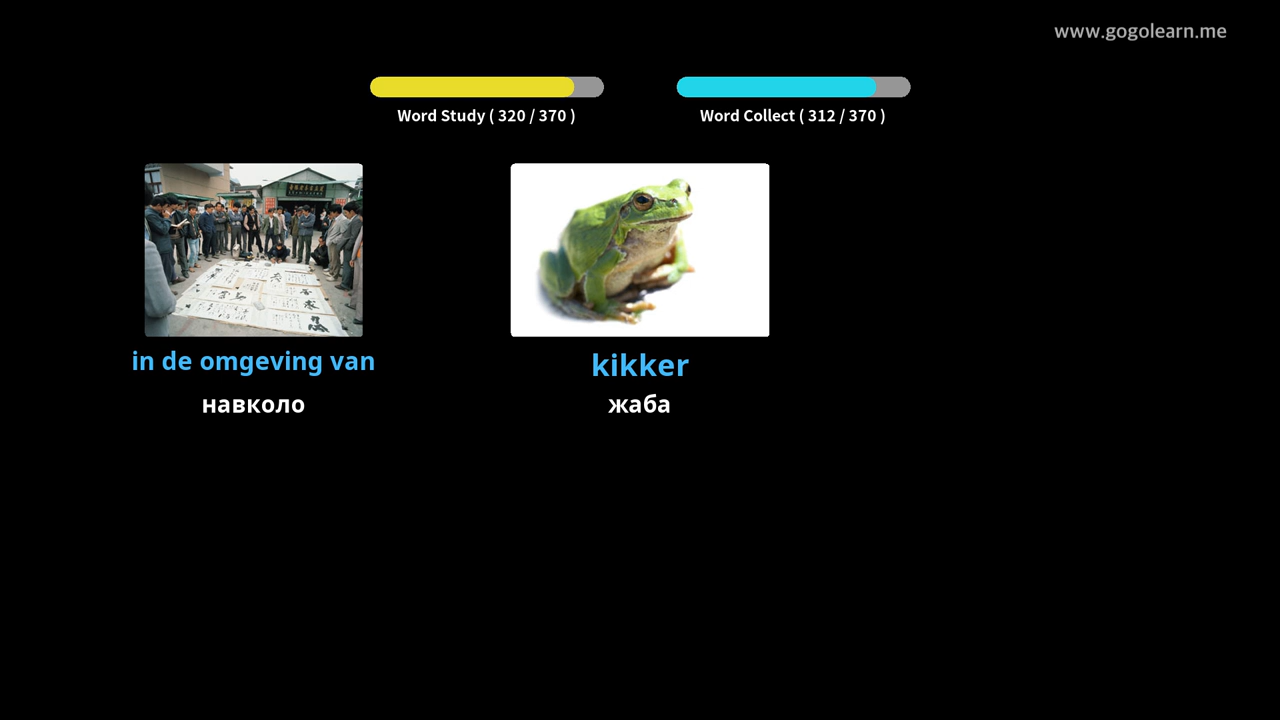 www.gogolearn.me
Word Study ( 320 / 370 )
Word Collect ( 312 / 370 )
in de omgeving van
навколо
kikker
жаба